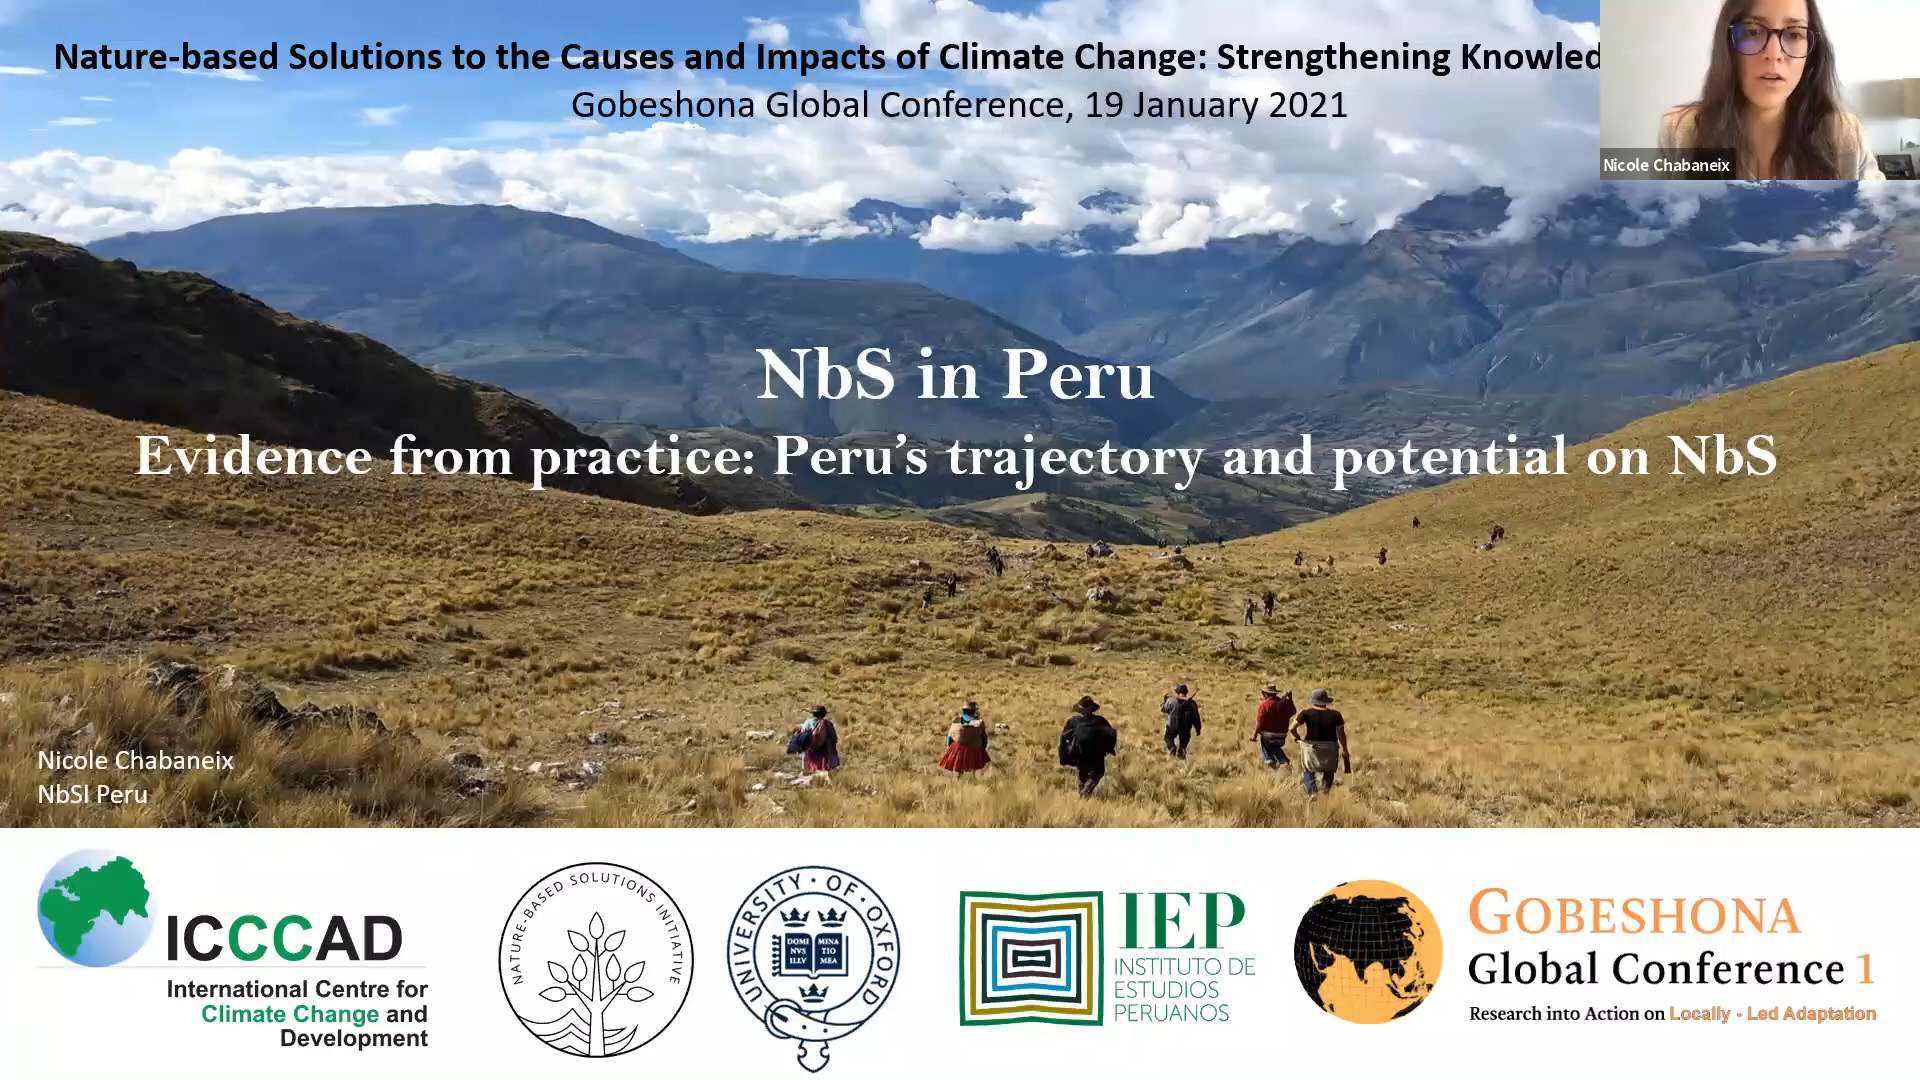 Nature-based Solutions to the Causes and Impacts of Climate Change: Strengthening Knowled
Gobeshona Global Conference, 19 January 2021
Nicole Chabaneix
NbS in Peru
Evidence from practice: Peru’s trajectory and potential on NbS
Nicole Chabaneix
NbSI Peru
ICCCAD
International Centre for
Climate Change and
Development
NATURE-BASED SOLUTIONS INITIATIVE
UNIVERSITY · OF · OXFORD
DOMI
NVS
ILLV
MINA
TIO
MEA
IEP
INSTITUTO DE
ESTUDIOS
PERUANOS
GOBESHONA
Global Conference 1
Research into Action on Locally - Led Adaptation